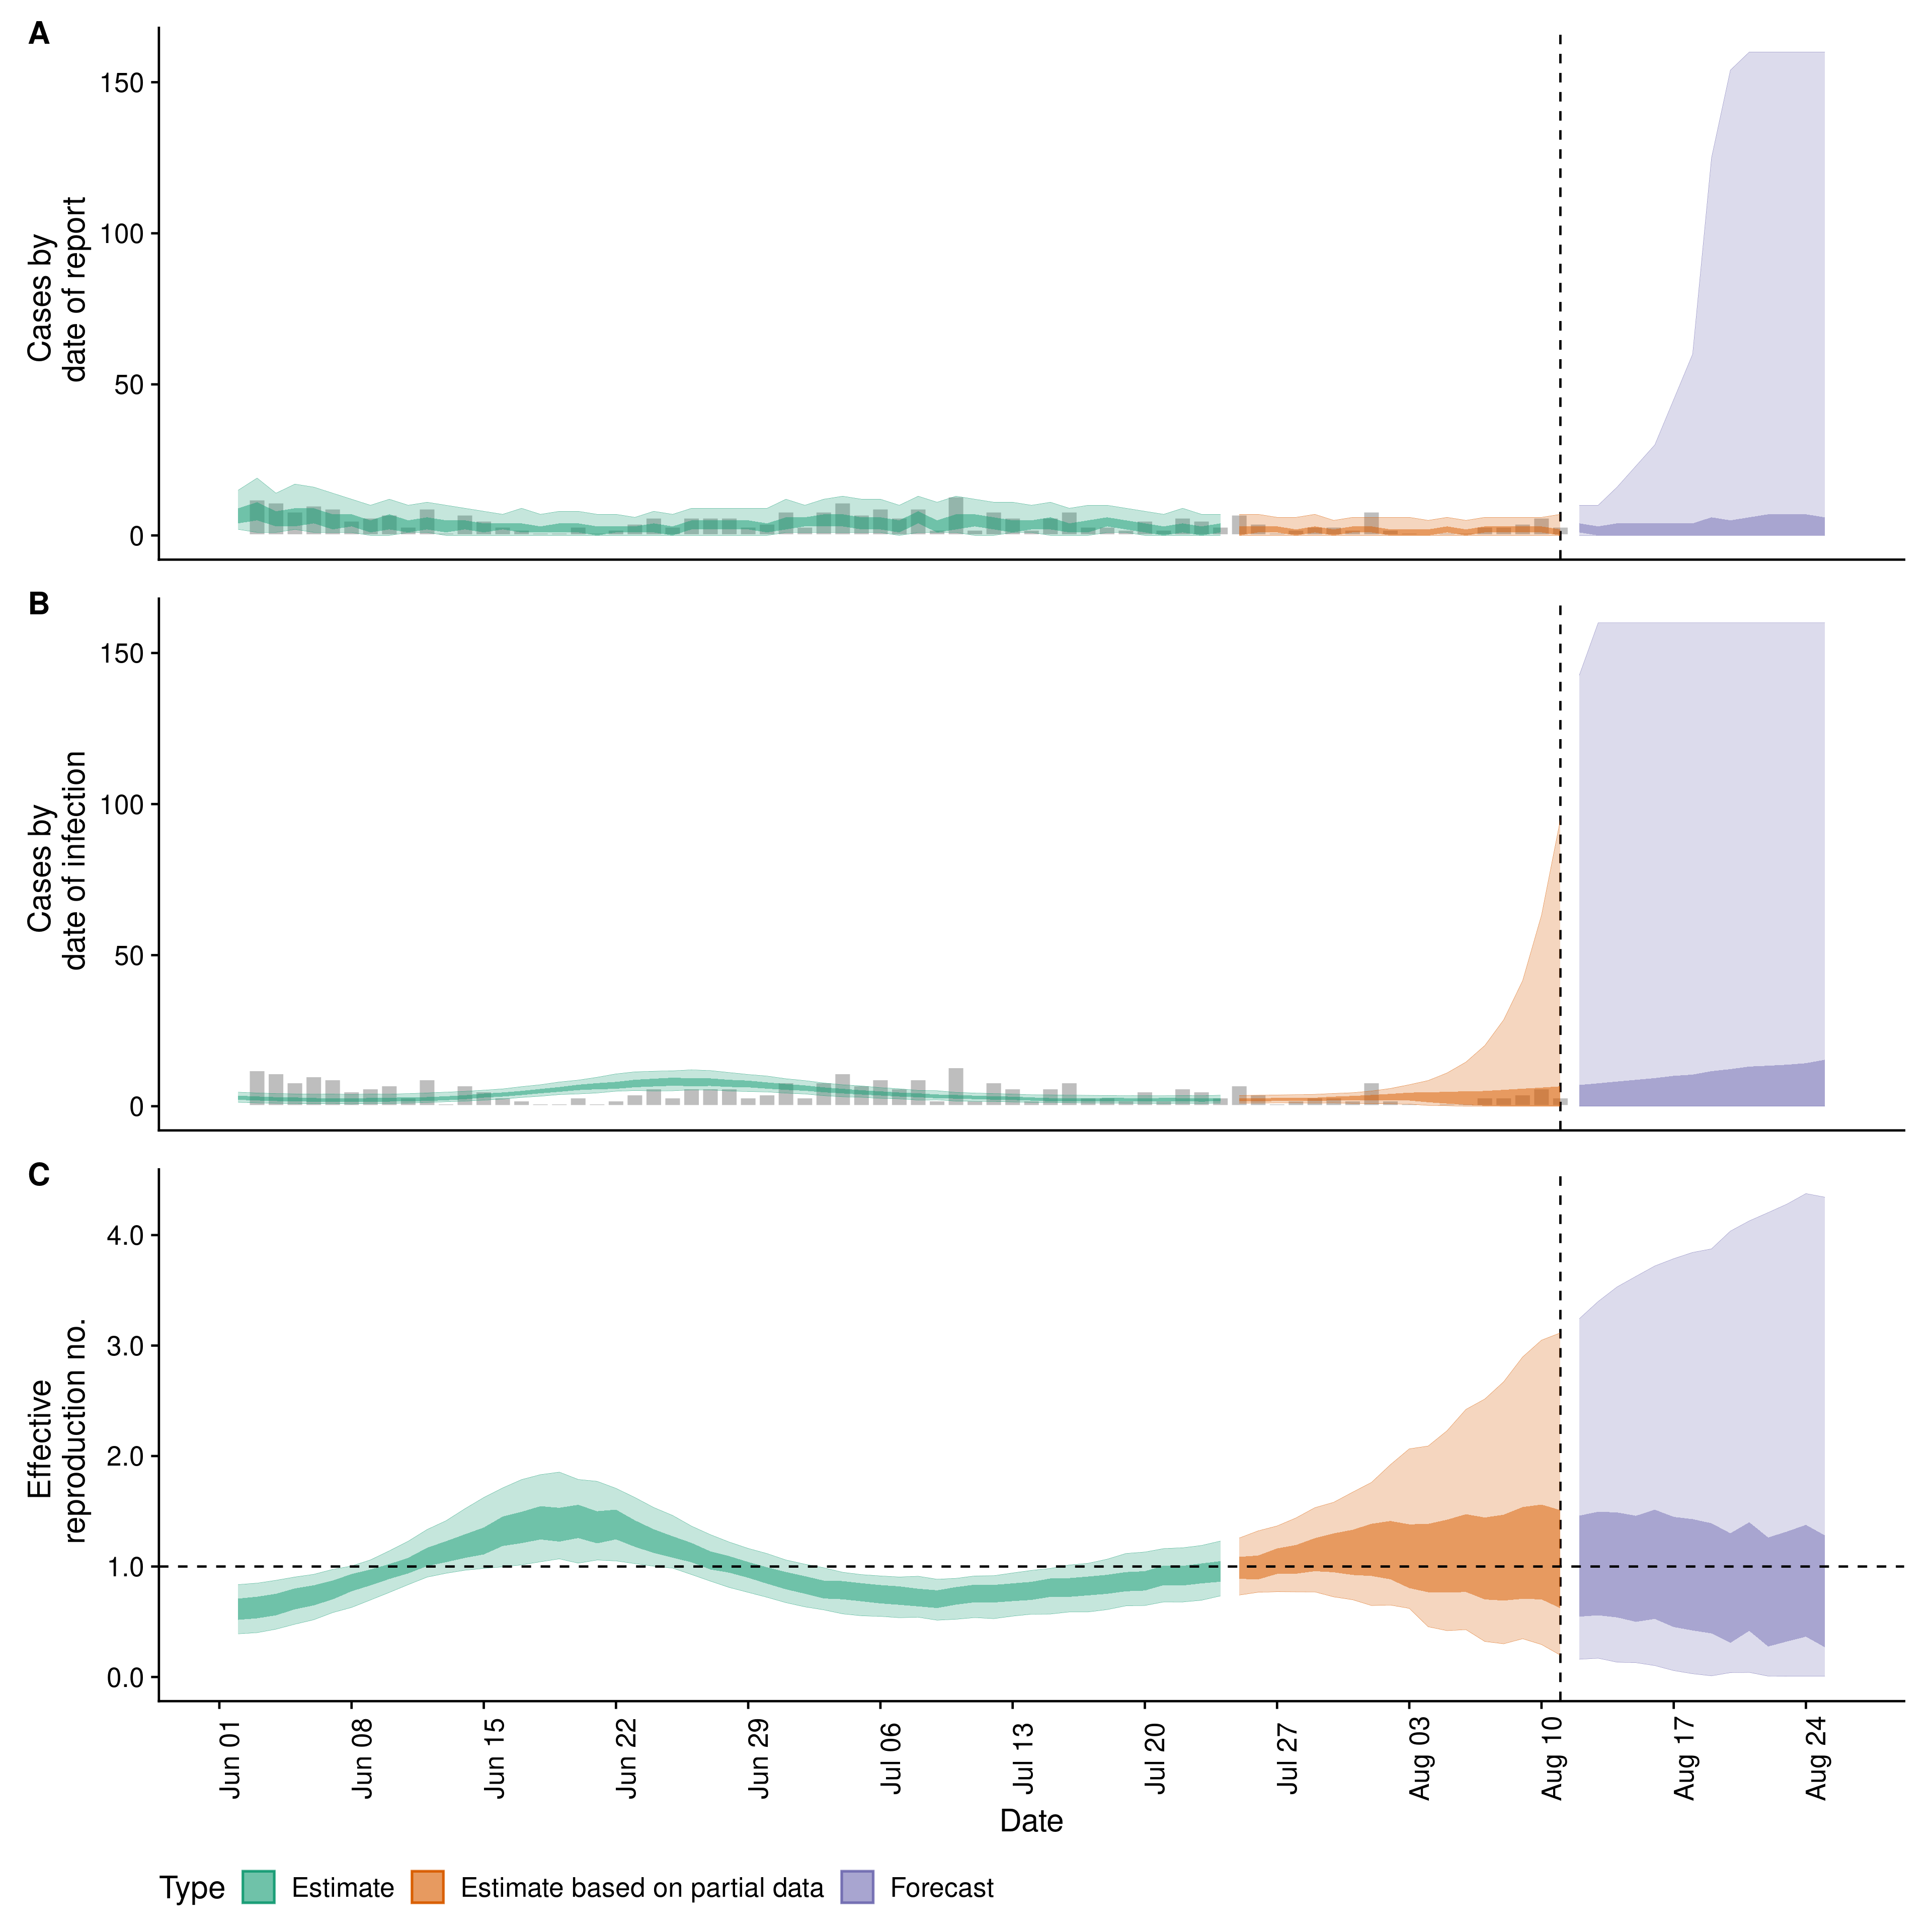 A
Cases by
date of report
150
100
50
0
B
Cases by
date of infection
150
100
50
0
C
Effective
reproduction no.
4.0
3.0
2.0
1.0
0.0
Jun 01
Jun 08
Jun 15
Jun 22
Jun 29
Jul 06
Jul 13
Jul 20
Jul 27
Aug 03
Aug 10
Aug 17
Aug 24
Date
Type Estimate Estimate based on partial data Forecast